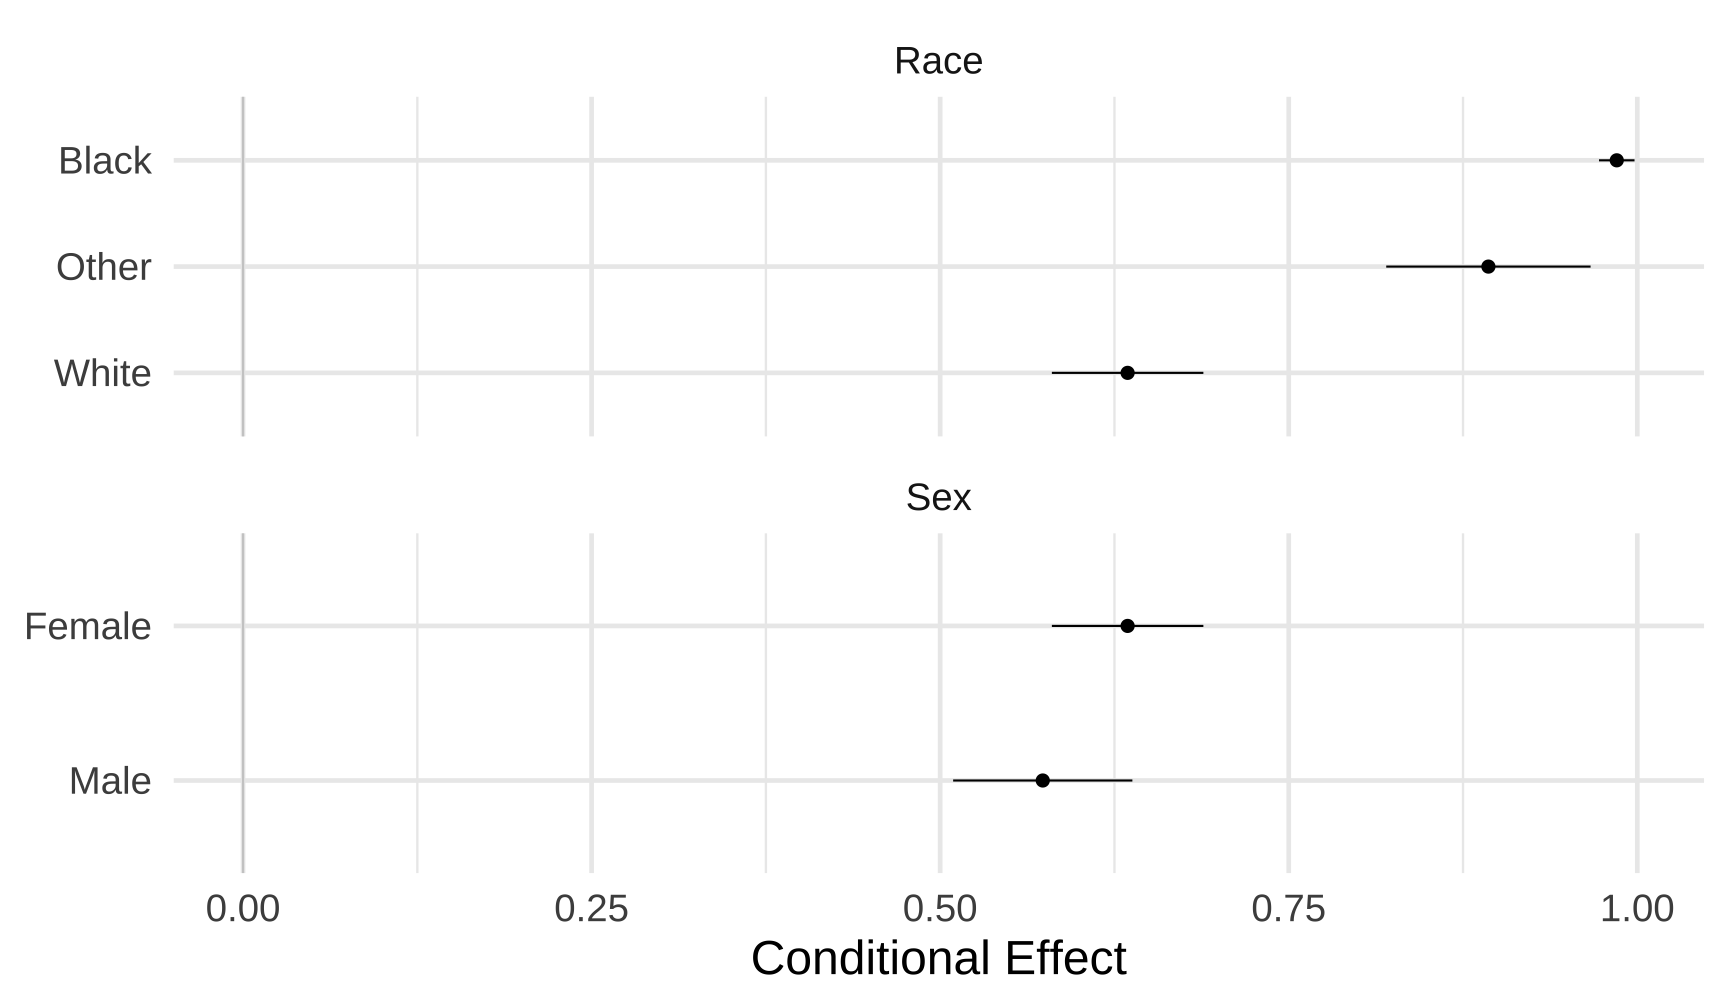 Race
Black
Other
White
Sex
Female
Male
0.00 0.25 0.50 0.75 1.00
Conditional Effect